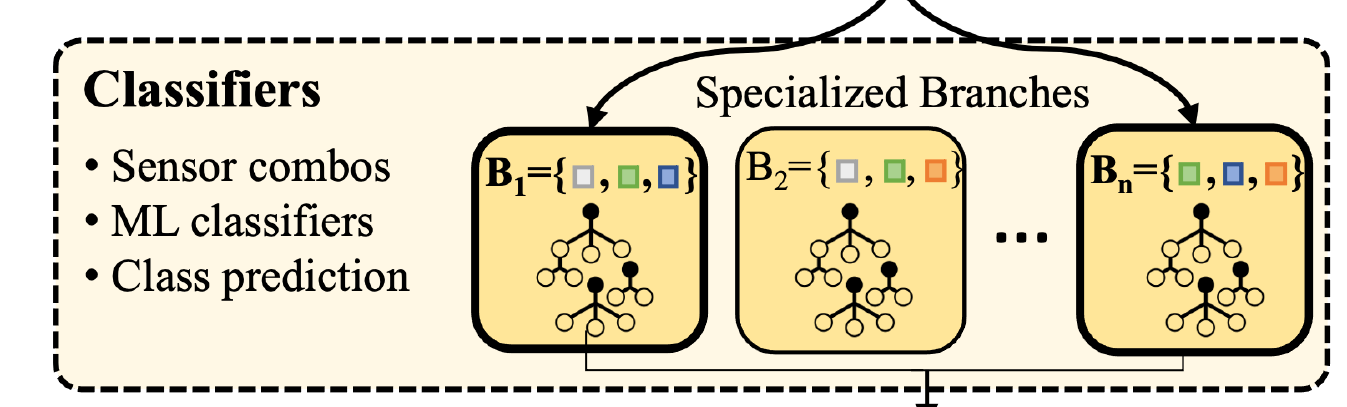 Classifiers
• Sensor combos
• ML classifiers
• Class prediction
Specialized Branches
B₁={ , , }
B₂={ , , }
...
Bₙ={ , , }